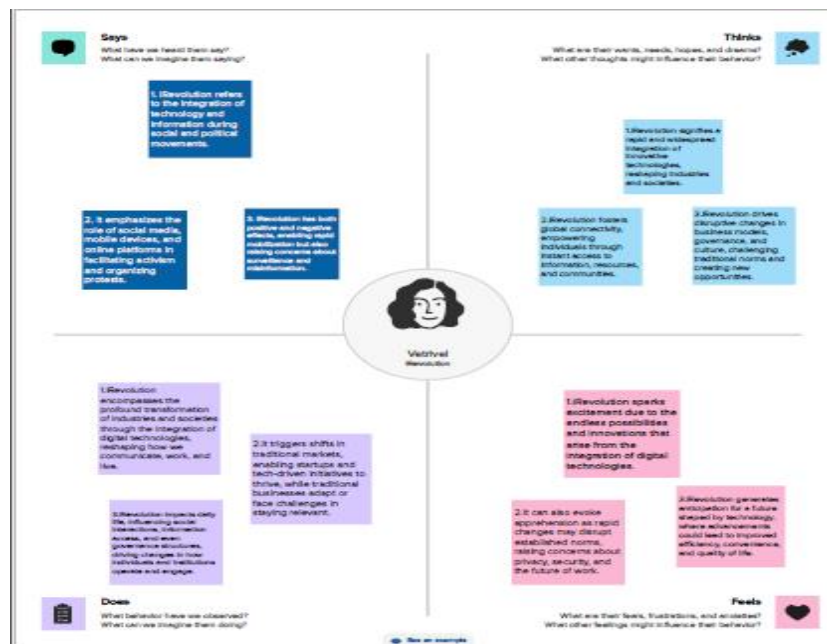 Says
What have we heard them say?
What can we imagine them saying?
Thinks
What are their wants, needs, hopes, and dreams?
What other thoughts might influence their behavior?
1. iRevolution refers
to the integration of
technology and
information during
social and political
movements.
2. It emphasizes the
role of social media,
mobile devices, and
online platforms in
facilitating activism
and organizing
protests.
3. iRevolution has both
positive and negative
effects, enabling rapid
mobilization but also
raising concerns about
surveillance and
misinformation.
1.iRevolution signifies a
rapid and widespread
integration of
innovative
technologies,
reshaping industries
and societies.
2.iRevolution fosters
global connectivity,
empowering
individuals through
instant access to
information, resources,
and communities.
3.iRevolution drives
disruptive changes in
business models,
governance, and
culture, challenging
traditional norms and
creating new
opportunities.
Vetrivel
iRevolution
1.iRevolution
encompasses the
profound transformation
of industries and societies
through the integration of
digital technologies,
reshaping how we
communicate, work, and
live.
2.It triggers shifts in
traditional markets,
enabling startups and
tech-driven initiatives to
thrive, while traditional
businesses adapt or
face challenges in
staying relevant.
3.iRevolution impacts daily
life, influencing social
interactions, information
access, and even
governance structures,
driving changes in how
individuals and institutions
operate and engage.
1.iRevolution sparks
excitement due to the
endless possibilities
and innovations that
arise from the
integration of digital
technologies.
2.It can also evoke
apprehension as rapid
changes may disrupt
established norms,
raising concerns about
privacy, security, and
the future of work.
3.iRevolution generates
anticipation for a future
shaped by technology,
where advancements
could lead to improved
efficiency, convenience,
and quality of life.
Does
What behavior have we observed?
What can we imagine them doing?
Feels
What are their fears, frustrations, and anxieties?
What other feelings might influence their behavior?
See an example